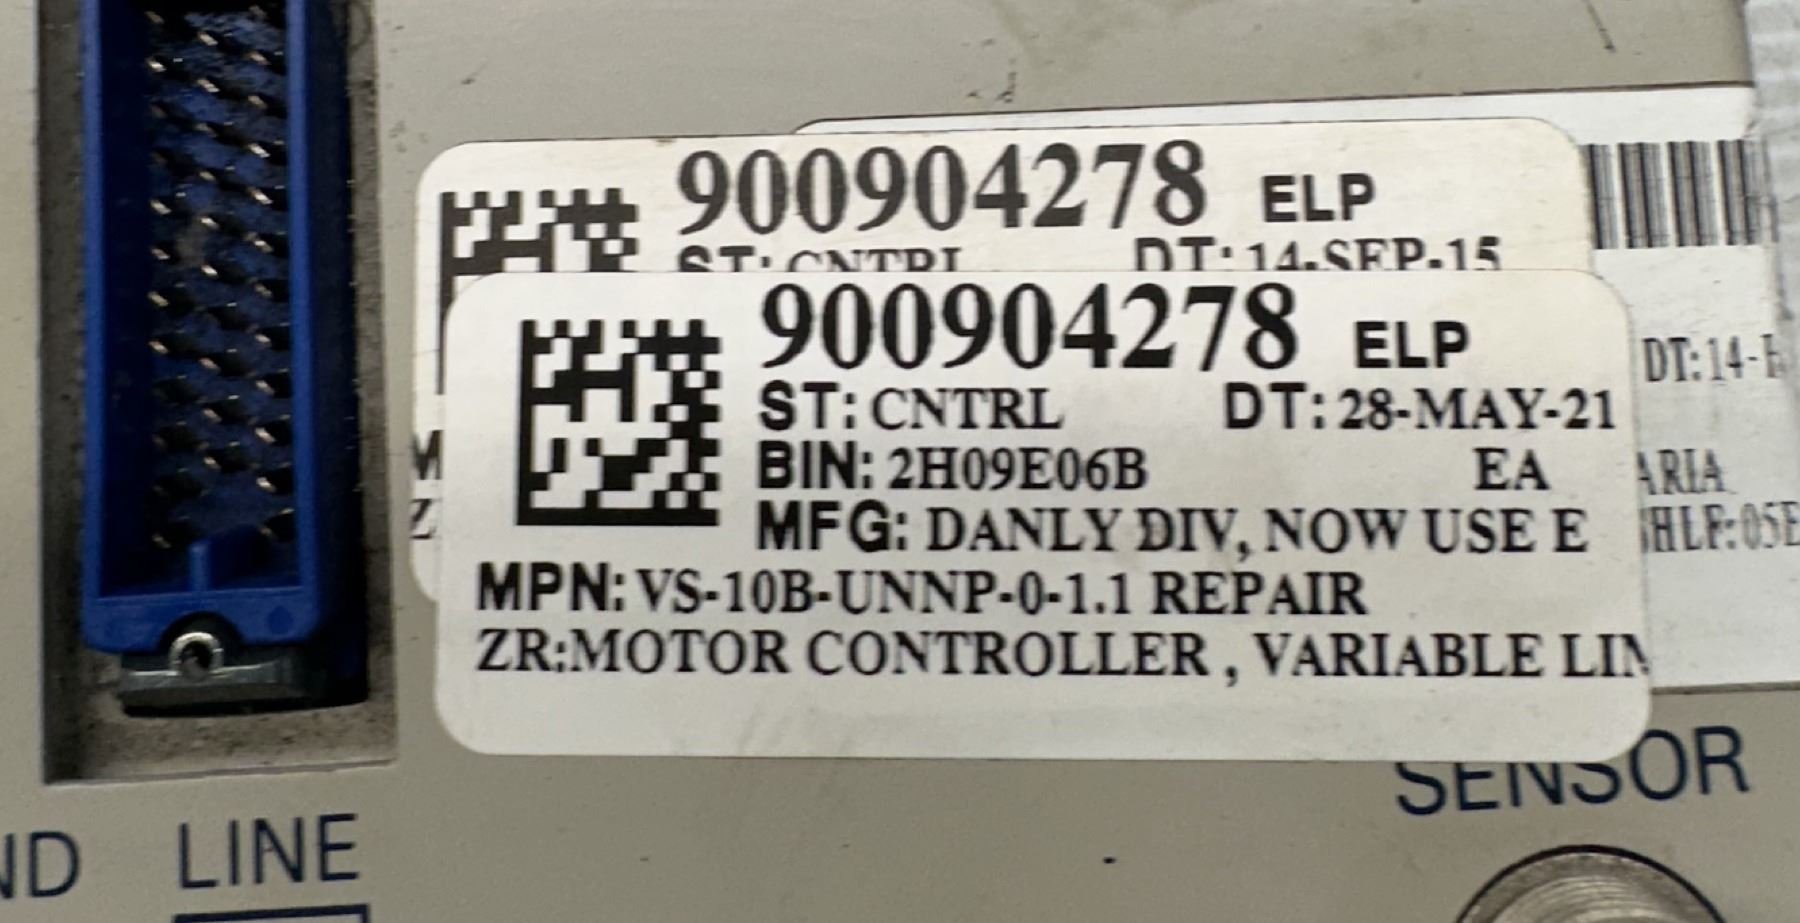 900904278 ELP
ST: CNTRL DT: 14-SEP-15
900904278 ELP
ST: CNTRL DT: 28-MAY-21
BIN: 2H09E06B EA
MFG: DANLY DIV, NOW USE E
MPN: VS-10B-UNNP-0-1.1 REPAIR
ZR:MOTOR CONTROLLER , VARIABLE LIN
M
Z
DT:14-
ARIA
SENSOR
ND LINE